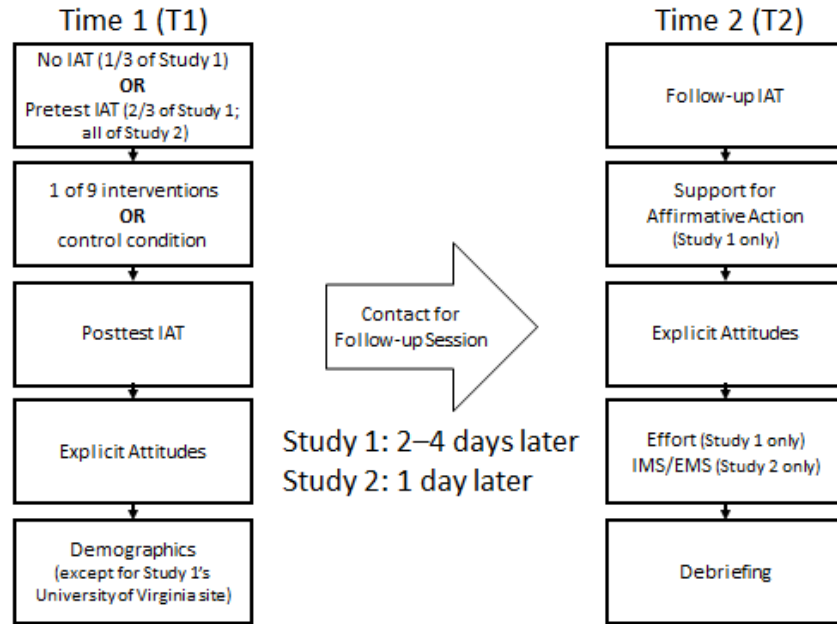 Time 1 (T1)
No IAT (1/3 of Study 1)
OR
Pretest IAT (2/3 of Study 1;
all of Study 2)
1 of 9 interventions
OR
control condition
Posttest IAT
Explicit Attitudes
Demographics
(except for Study 1's
University of Virginia site)
Contact for
Follow-up Session
Study 1: 2–4 days later
Study 2: 1 day later
Time 2 (T2)
Follow-up IAT
Support for
Affirmative Action
(Study 1 only)
Explicit Attitudes
Effort (Study 1 only)
IMS/EMS (Study 2 only)
Debriefing